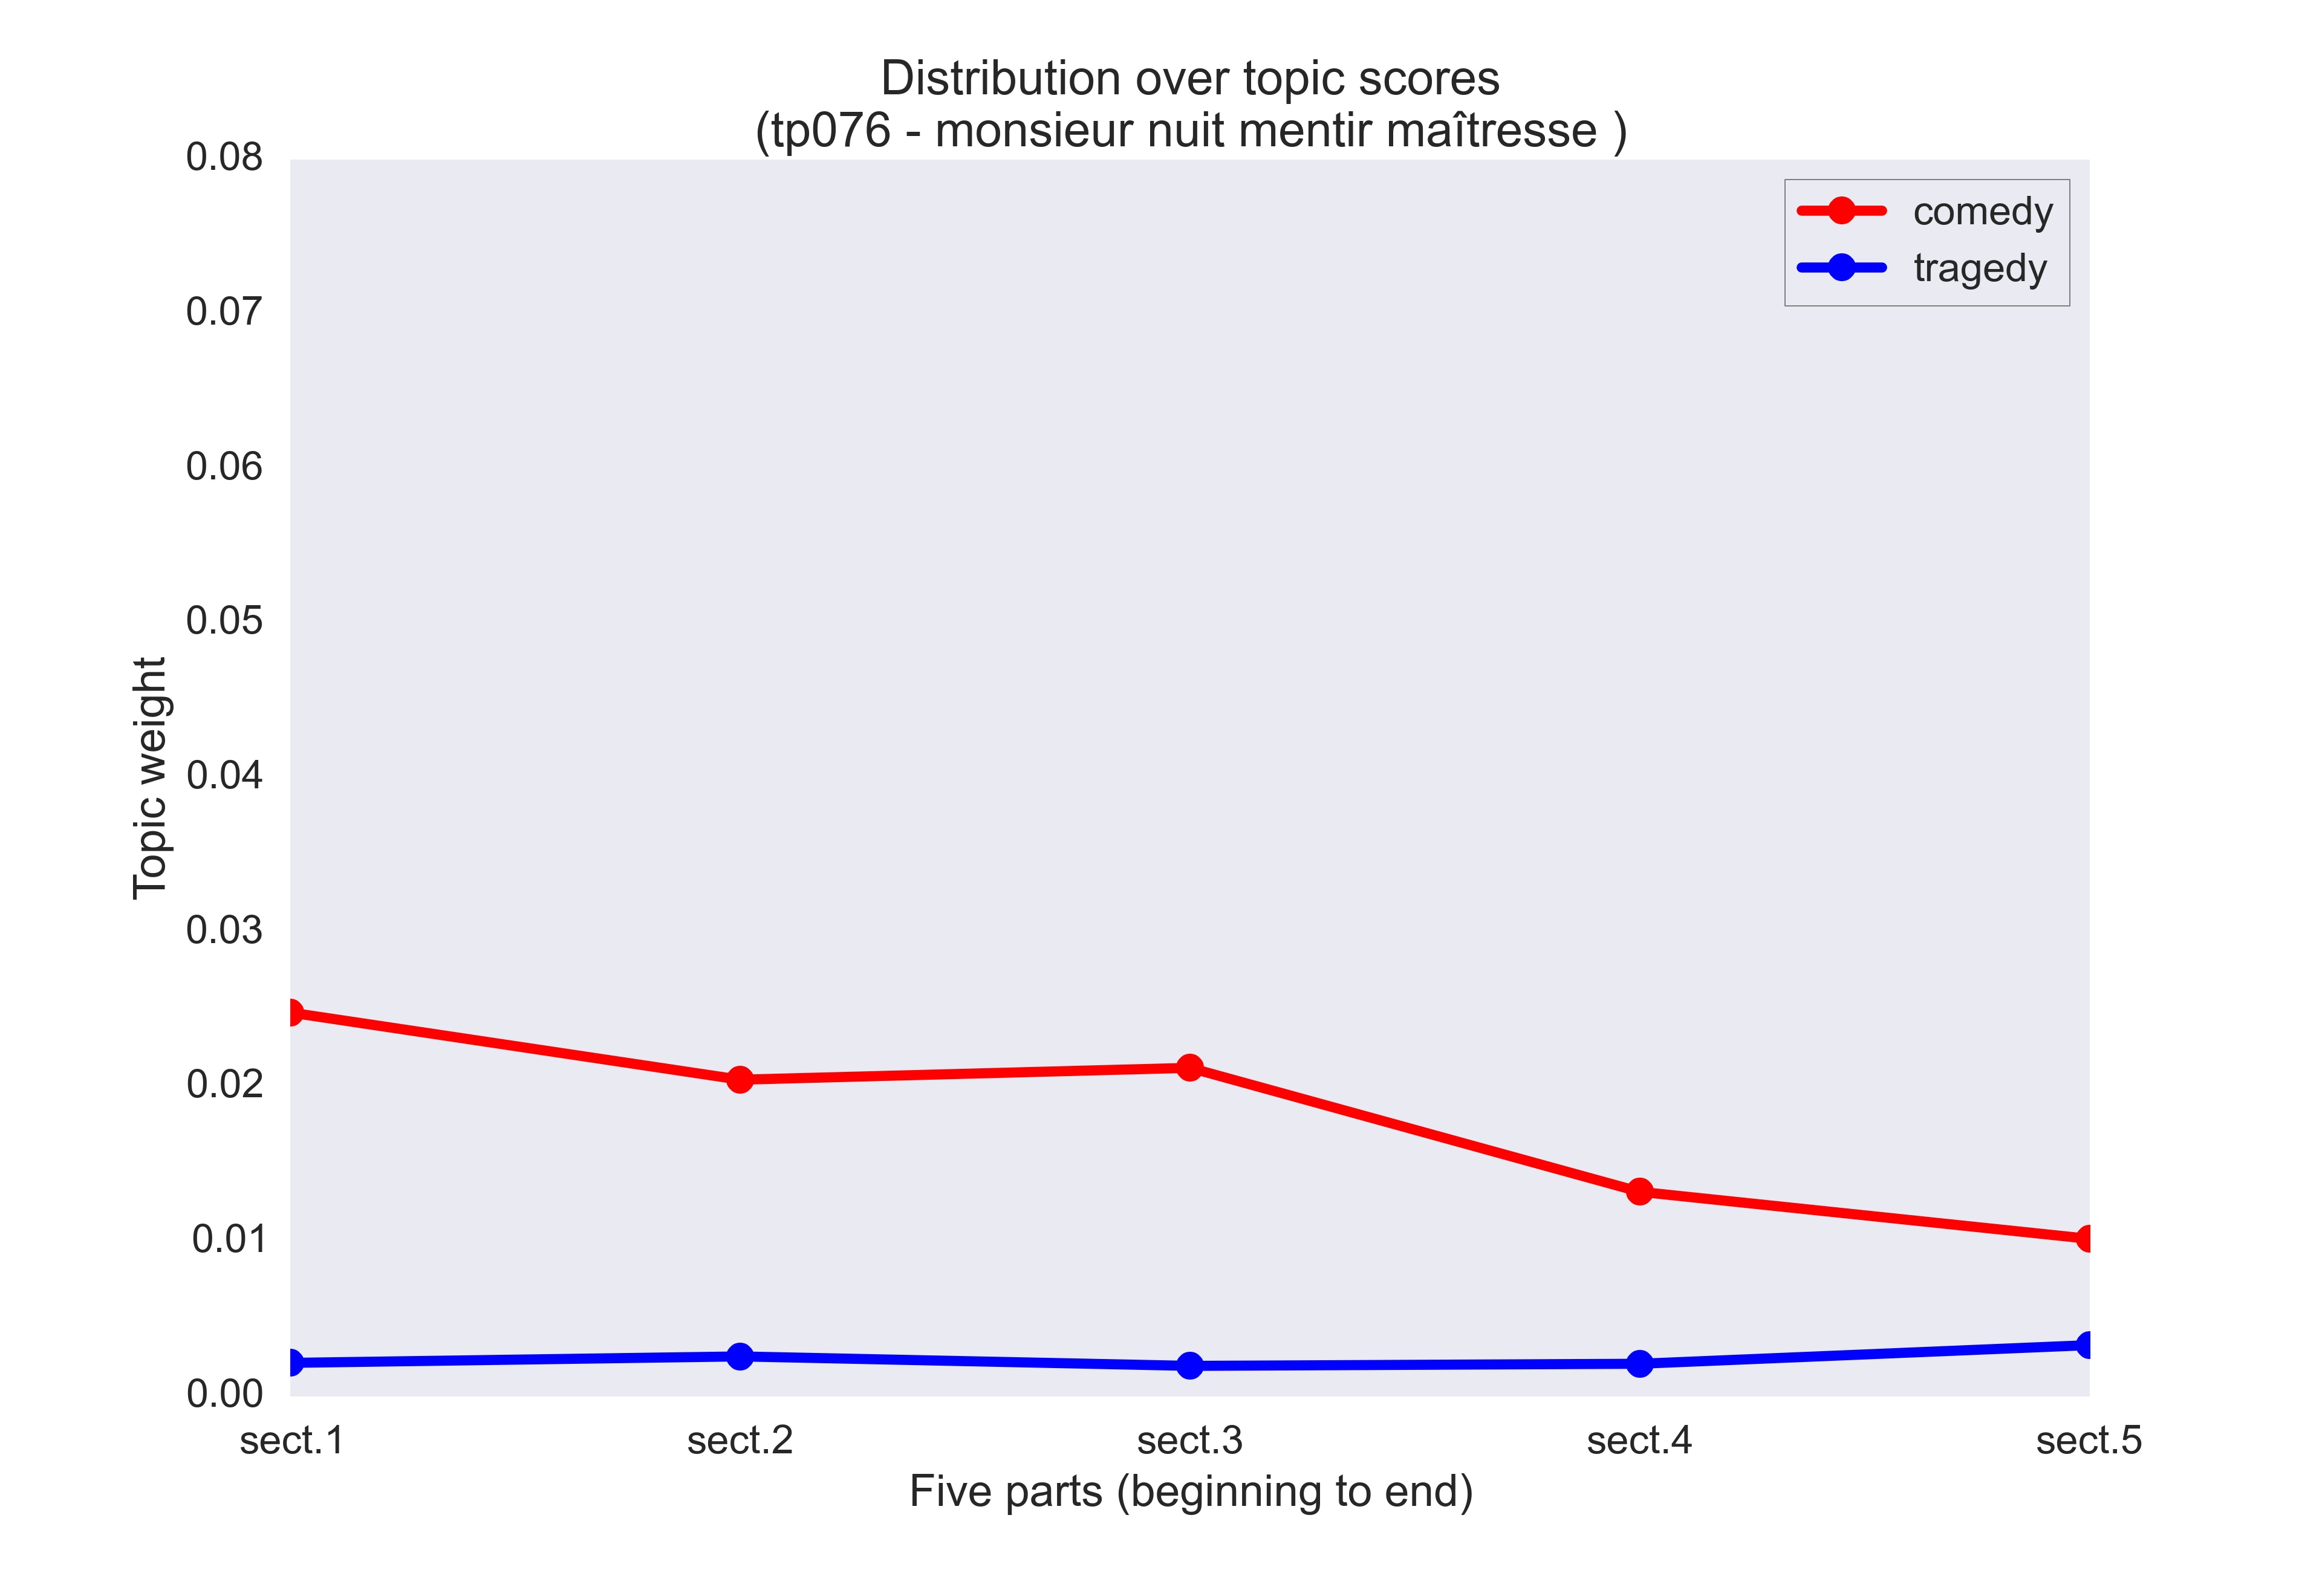 Distribution over topic scores
(tp076 - monsieur nuit mentir maîtresse )
0.08
0.07
0.06
0.05
0.04
0.03
0.02
0.01
0.00
Topic weight
comedy
tragedy
sect.1 sect.2 sect.3 sect.4 sect.5
Five parts (beginning to end)